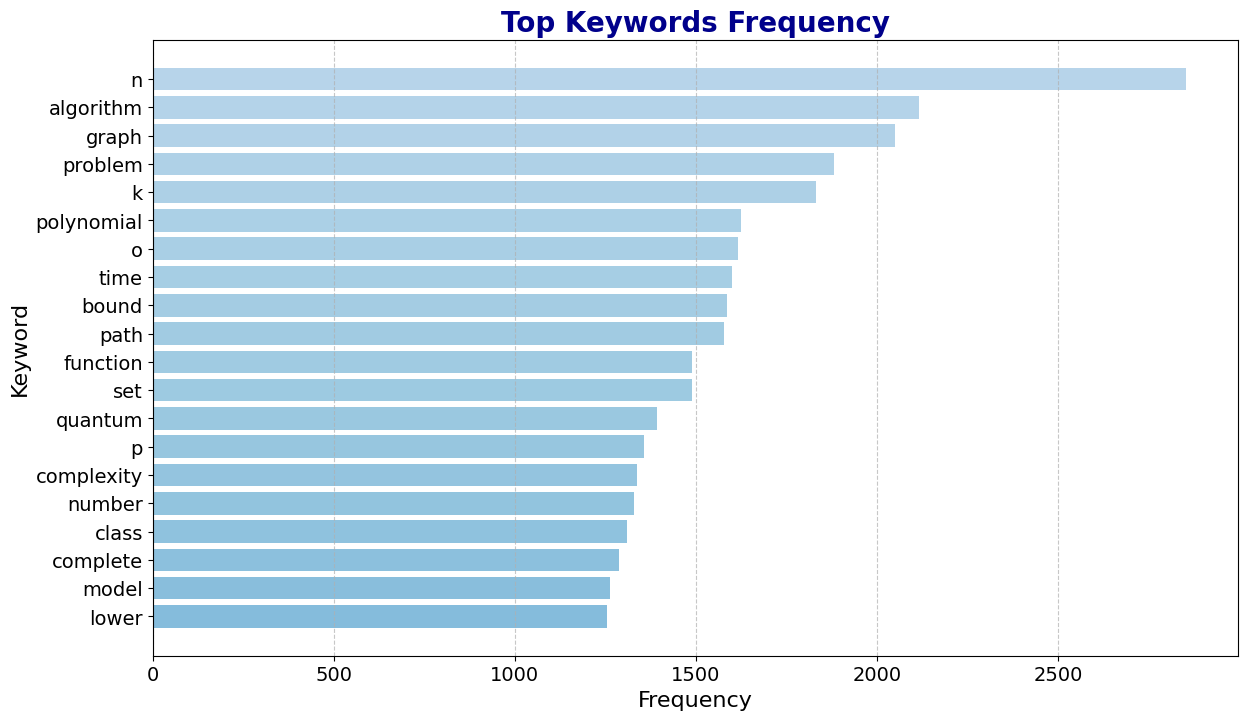 Top Keywords Frequency
n
algorithm
graph
problem
k
polynomial
o
time
bound
path
function
set
quantum
p
complexity
number
class
complete
model
lower
Keyword
0 500 1000 1500 2000 2500
Frequency